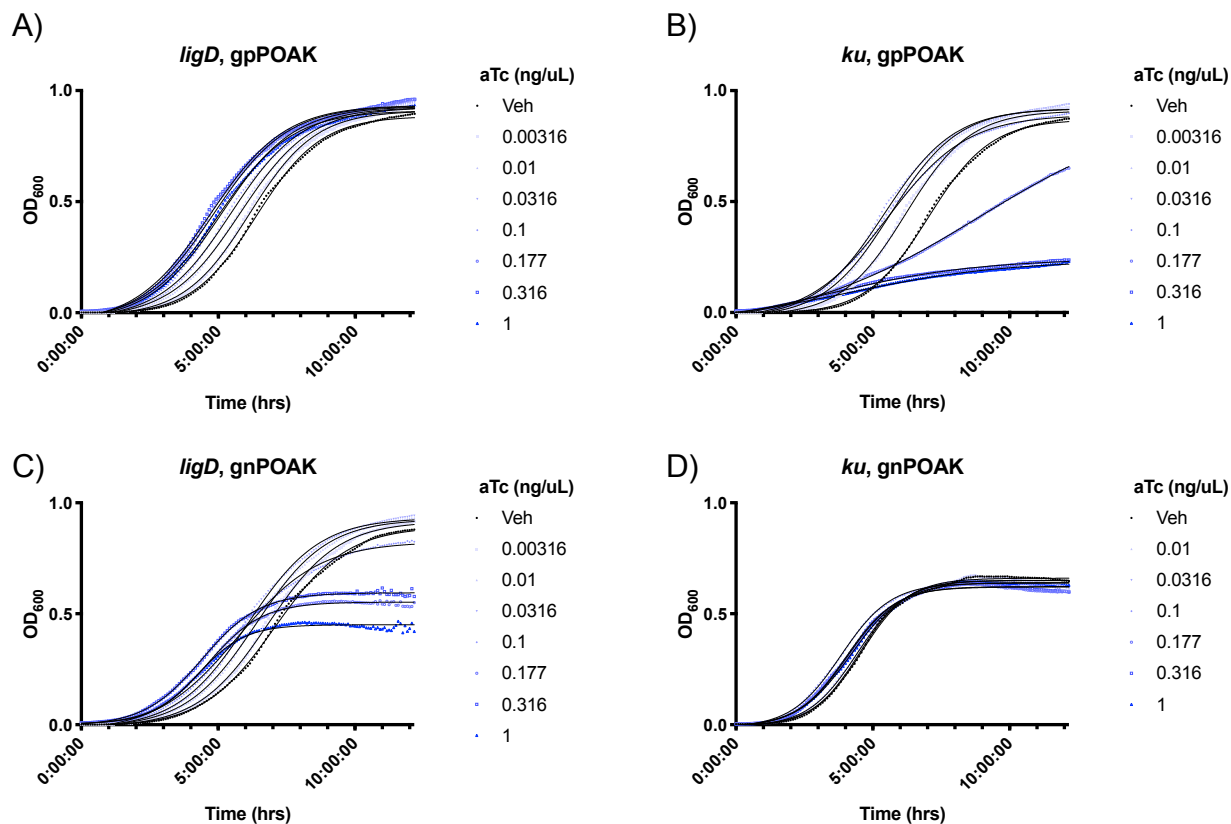 A)
ligD, gpPOAK
aTc (ng/uL)
Veh
0.00316
0.01
0.0316
0.1
0.177
0.316
1
1.0
0.5
0.0
OD600
0:00:00
5:00:00
10:00:00
Time (hrs)
B)
ku, gpPOAK
aTc (ng/uL)
Veh
0.00316
0.01
0.0316
0.1
0.177
0.316
1
1.0
0.5
0.0
OD600
0:00:00
5:00:00
10:00:00
Time (hrs)
C)
ligD, gnPOAK
aTc (ng/uL)
Veh
0.00316
0.01
0.0316
0.1
0.177
0.316
1
1.0
0.5
0.0
OD600
0:00:00
5:00:00
10:00:00
Time (hrs)
D)
ku, gnPOAK
aTc (ng/uL)
Veh
0.01
0.0316
0.1
0.177
0.316
1
1.0
0.5
0.0
OD600
0:00:00
5:00:00
10:00:00
Time (hrs)